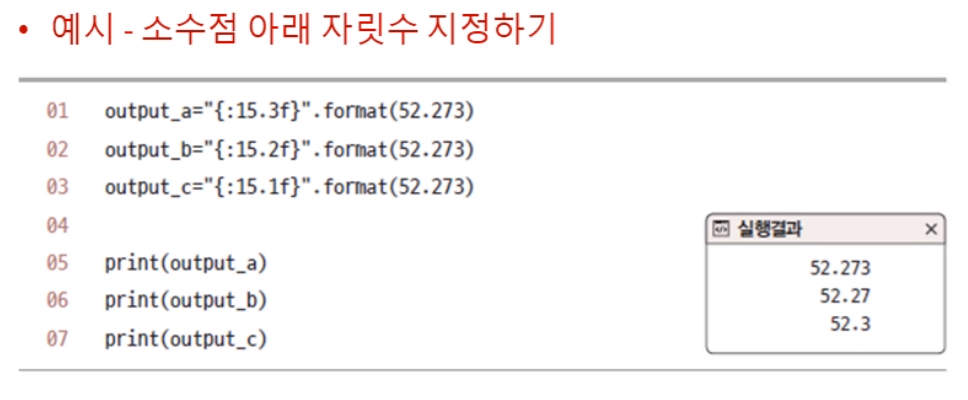 • 예시 - 소수점 아래 자릿수 지정하기
01 output_a="{:15.3f}".format(52.273)
02 output_b="{:15.2f}".format(52.273)
03 output_c="{:15.1f}".format(52.273)
04
05 print(output_a)
06 print(output_b)
07 print(output_c)
실행결과 ×
52.273
52.27
52.3